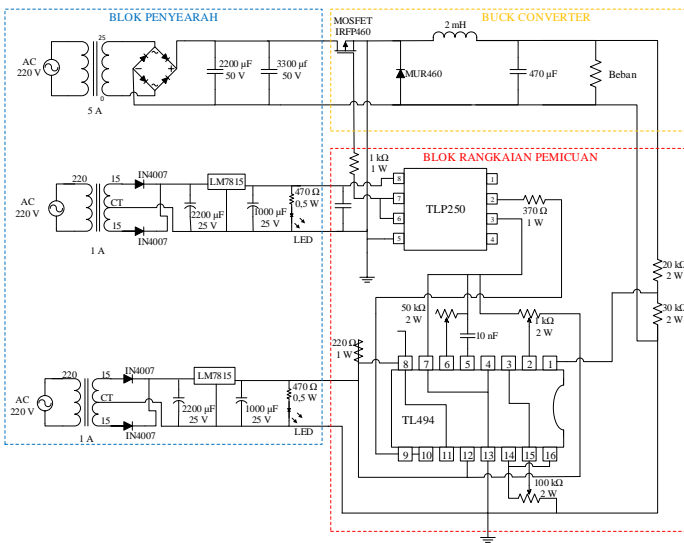 BLOK PENYEARAH
MOSFET
IRFP460
BUCK CONVERTER
AC
220 V
25
0
5 A
2200 µF
50 V
3300 µf
50 V
2 mH
MUR460
470 µF
Beban
BLOK RANGKAIAN PEMICUAN
AC
220 V
220
15
CT
15
1 A
IN4007
IN4007
LM7815
2200 µF
25 V
1000 µF
25 V
470 Ω
0,5 W
LED
1 kΩ
1 W
8
7
6
5
TLP250
1
2
3
4
370 Ω
1 W
20 kΩ
2 W
30 kΩ
2 W
50 kΩ
2 W
10 nF
1 kΩ
2 W
220 Ω
1 W
8
7
6
5
4
3
2
1
TL494
9
10
11
12
13
14
15
16
100 kΩ
2 W
AC
220 V
220
15
CT
15
1 A
IN4007
IN4007
LM7815
2200 µF
25 V
1000 µF
25 V
470 Ω
0,5 W
LED